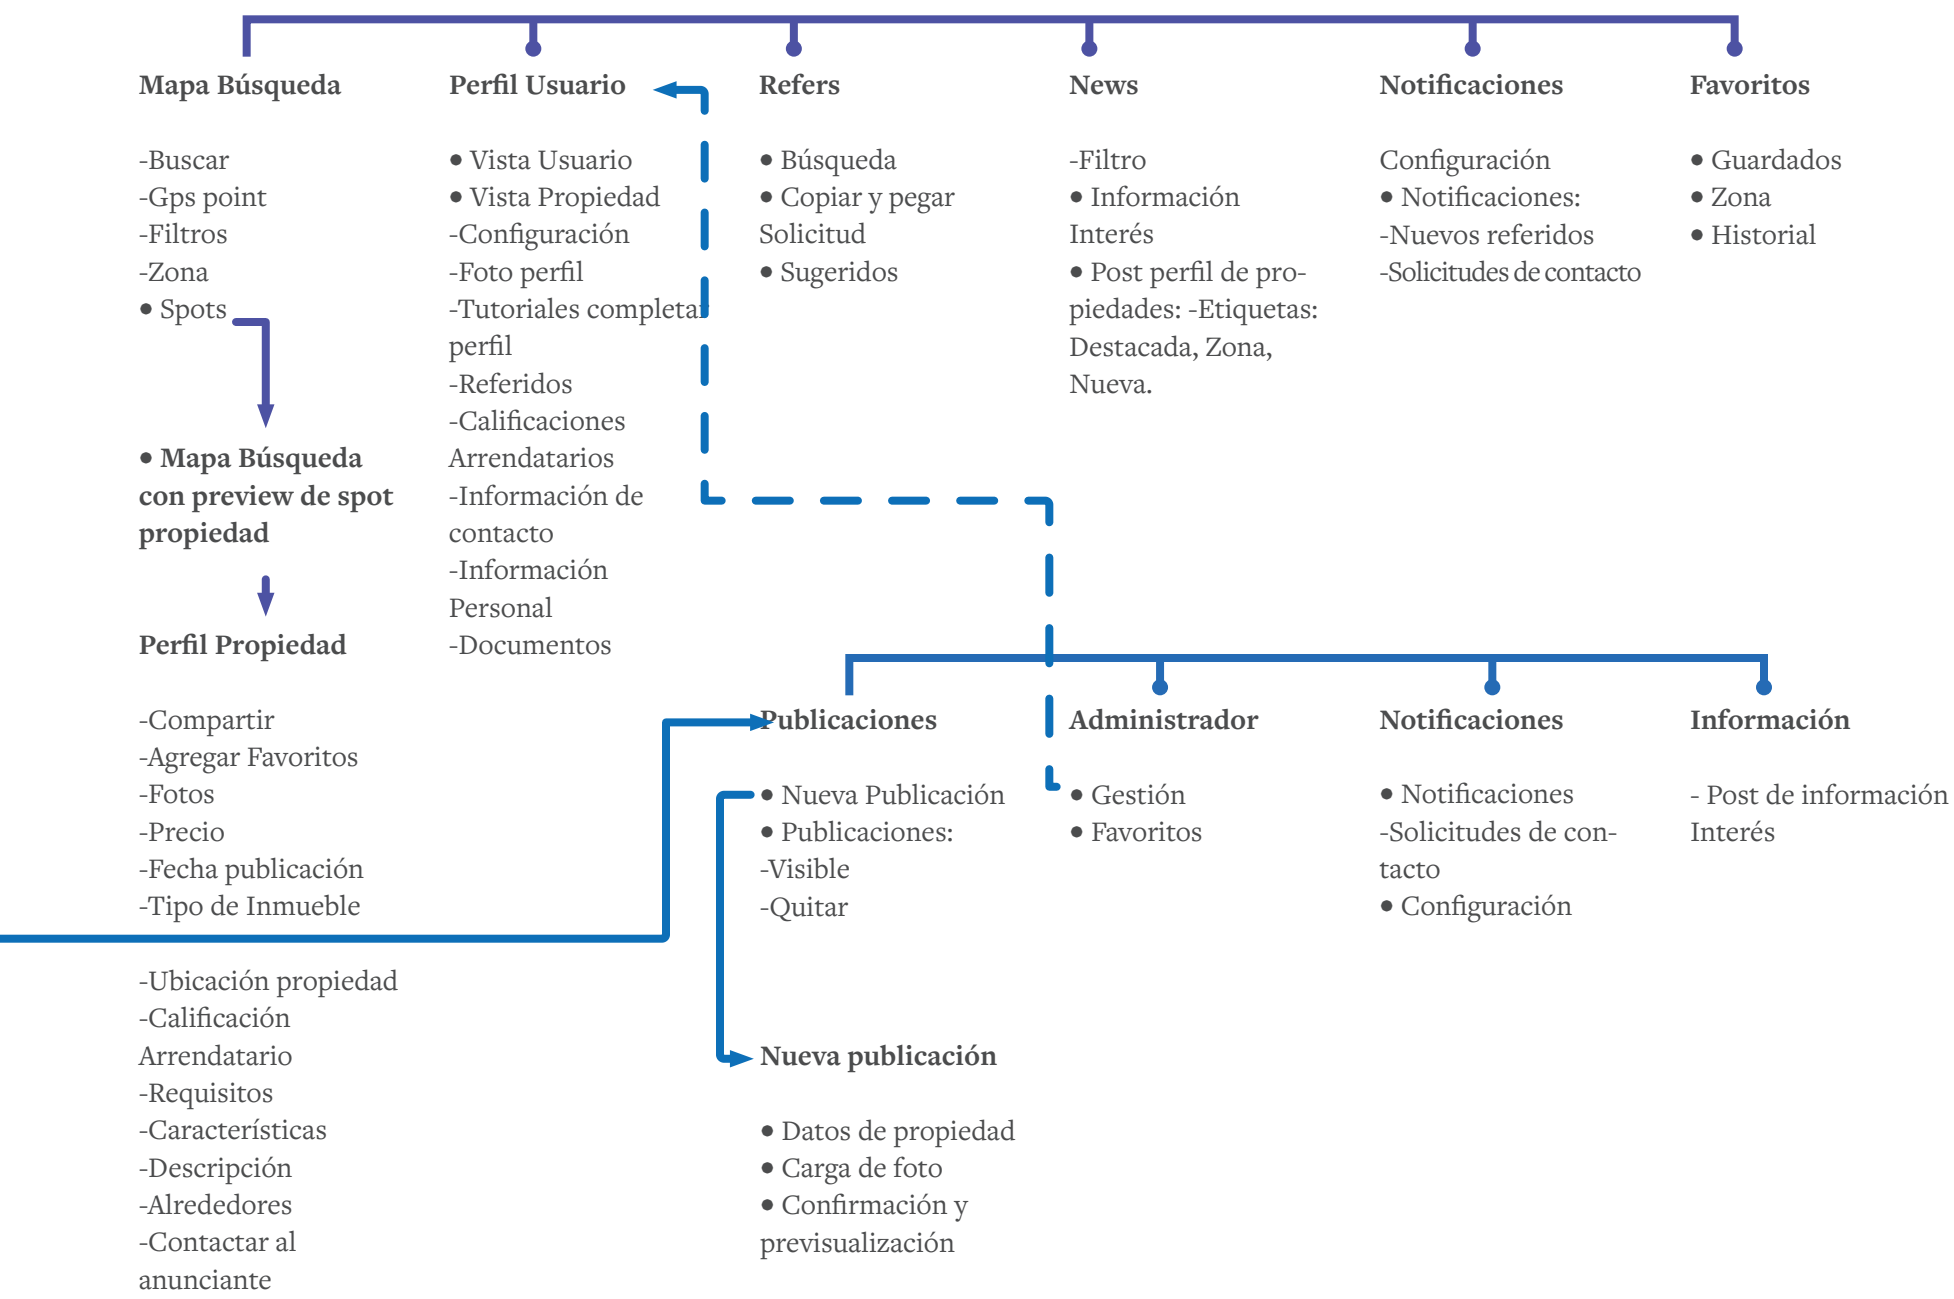 Mapa Búsqueda
-Buscar
-Gps point
-Filtros
-Zona
• Spots
• Mapa Búsqueda
con preview de spot
propiedad
Perfil Propiedad
-Compartir
-Agregar Favoritos
-Fotos
-Precio
-Fecha publicación
-Tipo de Inmueble
-Ubicación propiedad
-Calificación
Arrendatario
-Requisitos
-Características
-Descripción
-Alrededores
-Contactar al
anunciante
Perfil Usuario
• Vista Usuario
• Vista Propiedad
-Configuración
-Foto perfil
-Tutoriales completar
perfil
-Referidos
-Calificaciones
Arrendatarios
-Información de
contacto
-Información
Personal
-Documentos
Refers
• Búsqueda
• Copiar y pegar
Solicitud
• Sugeridos
News
-Filtro
• Información
Interés
• Post perfil de pro-
piedades: -Etiquetas:
Destacada, Zona,
Nueva.
Notificaciones
Configuración
• Notificaciones:
-Nuevos referidos
-Solicitudes de contacto
Favoritos
• Guardados
• Zona
• Historial
Publicaciones
• Nueva Publicación
• Publicaciones:
-Visible
-Quitar
Nueva publicación
• Datos de propiedad
• Carga de foto
• Confirmación y
previsualización
Administrador
• Gestión
• Favoritos
Notificaciones
• Notificaciones
-Solicitudes de con-
tacto
• Configuración
Información
- Post de información
Interés